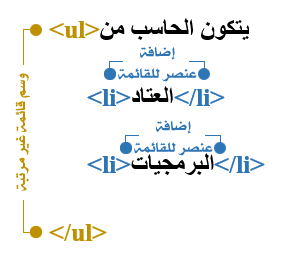 <ul>يتكون الحاسب من
إضافة
عنصر للقائمة
<li>العتاد</li>
إضافة
عنصر للقائمة
<li>البرمجيات</li>
</ul>
وسم قائمة غير مرتبة